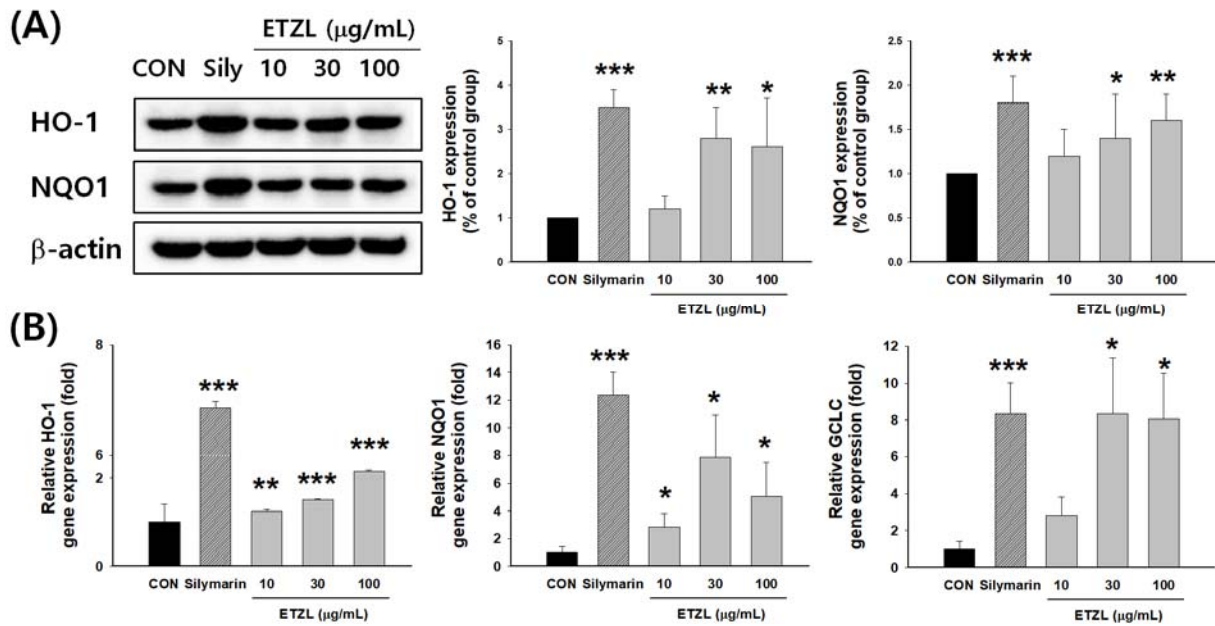 (A)
ETZL (μg/mL)
CON Sily 10 30 100
HO-1
NQO1
β-actin
HO-1 expression
(% of control group)
5
4
3
2
1
0
*** ** *
CON Silymarin 10 30 100
ETZL (μg/mL)
NQO1 expression
(% of control group)
2.5
2.0
1.5
1.0
0.5
0.0
*** * **
CON Silymarin 10 30 100
ETZL (μg/mL)
(B)
Relative HO-1
gene expression (fold)
8
6
2
0
*** ** *** ***
CON Silymarin 10 30 100
ETZL (μg/mL)
Relative NQO1
gene expression (fold)
16
14
12
10
8
6
4
2
0
*** * * *
CON Silymarin 10 30 100
ETZL (μg/mL)
Relative GCLC
gene expression (fold)
12
10
8
6
4
2
0
*** * *
CON Silymarin 10 30 100
ETZL (μg/mL)